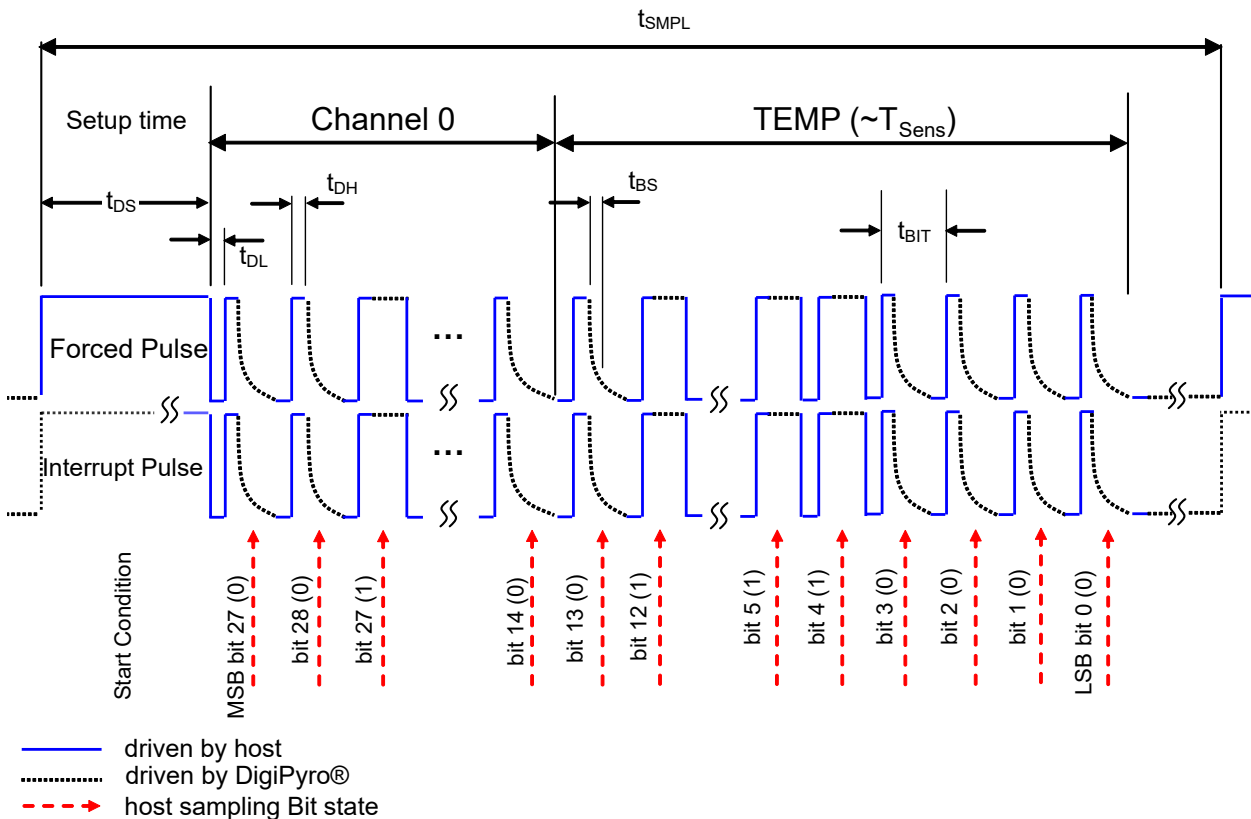 tSMPL
Setup time
Channel 0
TEMP (~TSens)
tDS
tDH
tBS
tDL
tBIT
Forced Pulse
...
Interrupt Pulse
...
Start Condition
MSB bit 27 (0)
bit 28 (0)
bit 27 (1)
bit 14 (0)
bit 13 (0)
bit 12 (1)
bit 5 (1)
bit 4 (1)
bit 3 (0)
bit 2 (0)
bit 1 (0)
LSB bit 0 (0)
driven by host
driven by DigiPyro®
host sampling Bit state